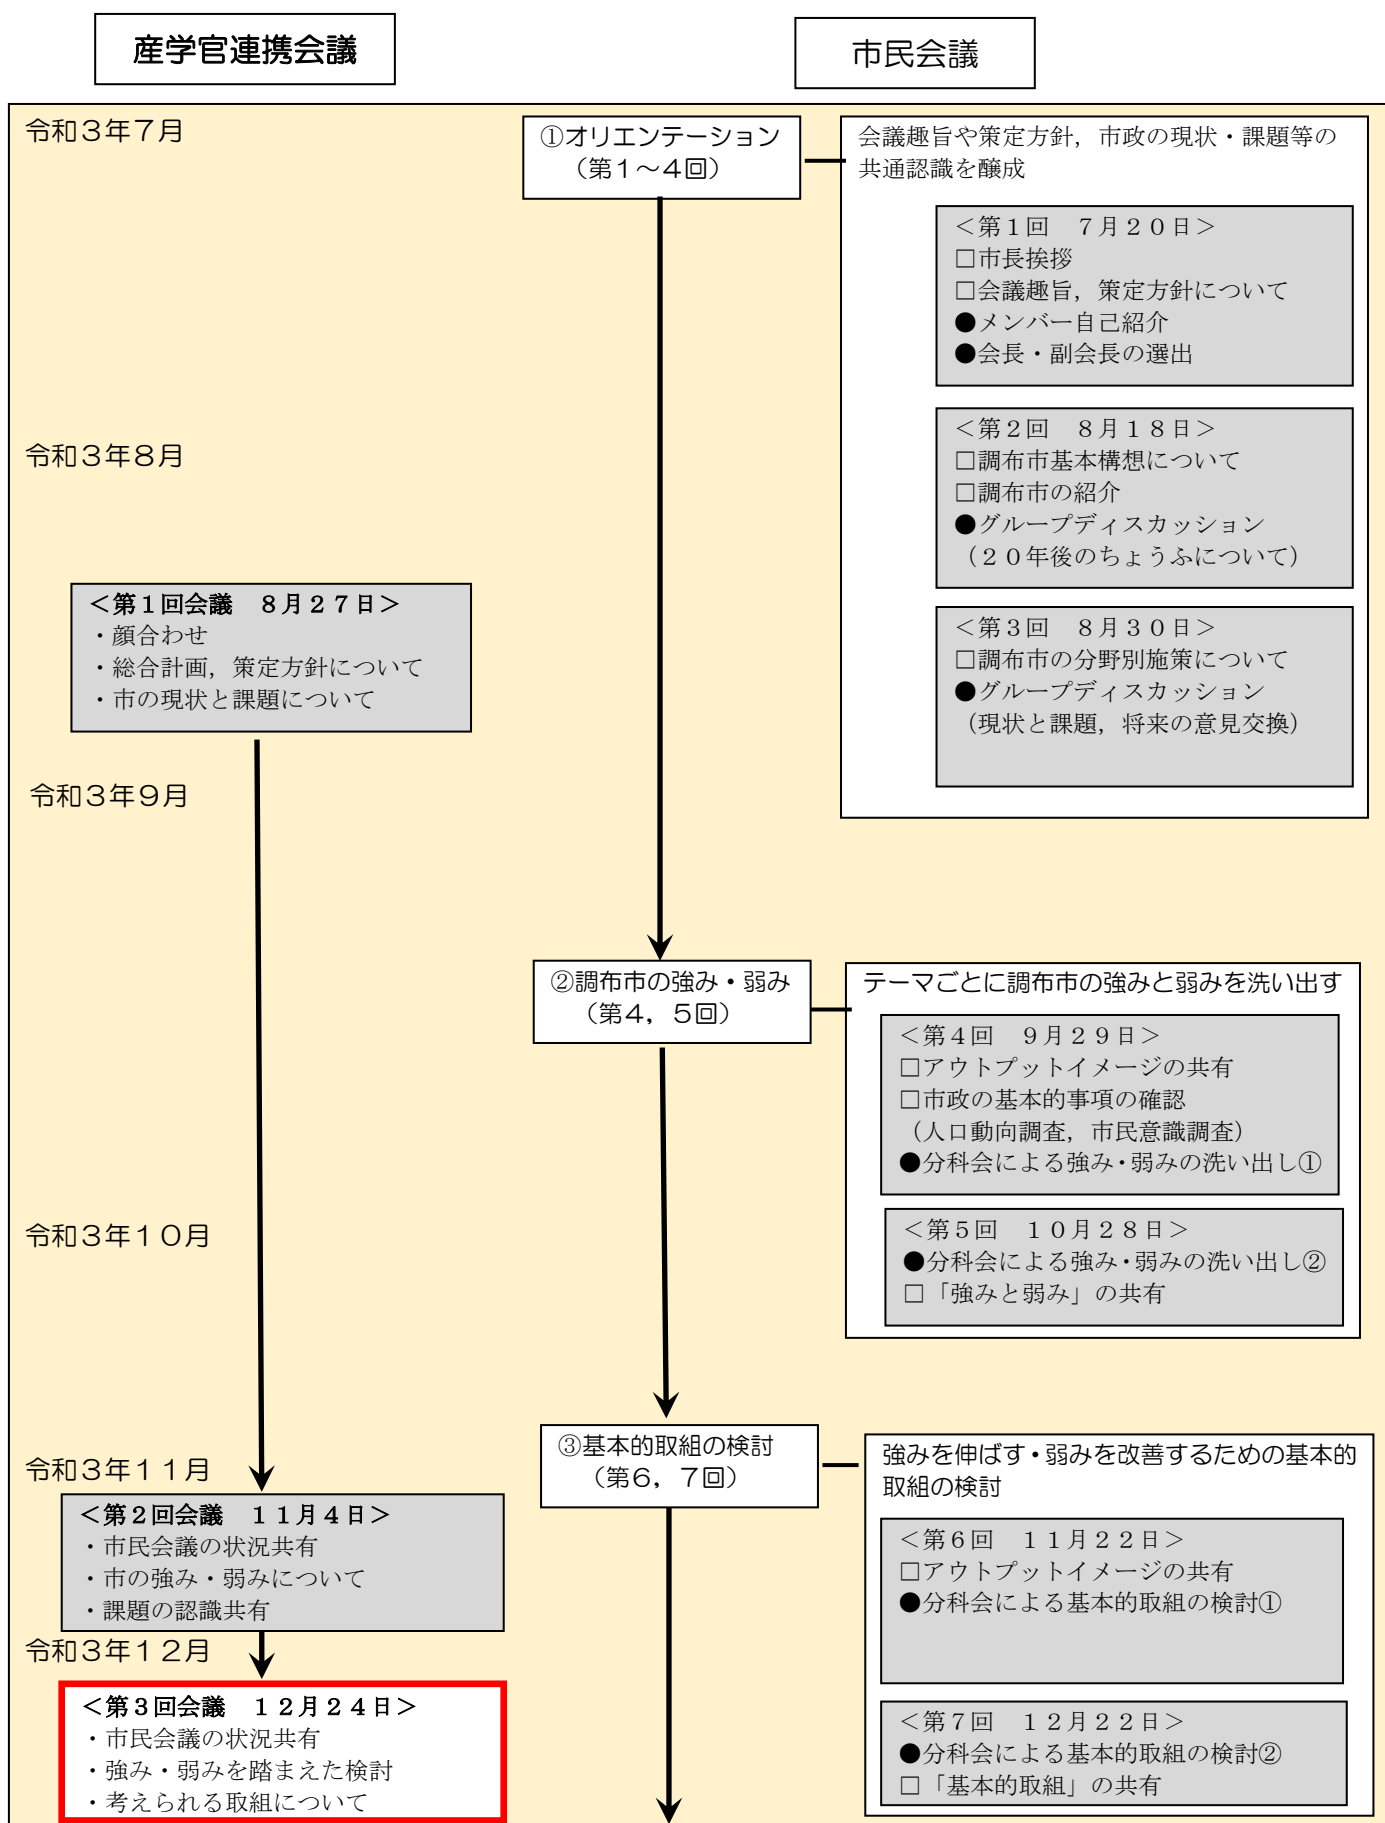 産学官連携会議
市民会議
令和３年７月
①オリエンテーション
（第１～４回）
会議趣旨や策定方針，市政の現状・課題等の
共通認識を醸成
＜第１回　７月２０日＞
□市長挨拶
□会議趣旨，策定方針について
●メンバー自己紹介
●会長・副会長の選出
令和３年８月
＜第２回　８月１８日＞
□調布市基本構想について
□調布市の紹介
●グループディスカッション
（２０年後のちょうふについて）
＜第１回会議　８月２７日＞
・顔合わせ
・総合計画，策定方針について
・市の現状と課題について
＜第３回　８月３０日＞
□調布市の分野別施策について
●グループディスカッション
（現状と課題，将来の意見交換）
令和３年９月
②調布市の強み・弱み
（第４，５回）
テーマごとに調布市の強みと弱みを洗い出す
＜第４回　９月２９日＞
□アウトプットイメージの共有
□市政の基本的事項の確認
（人口動向調査，市民意識調査）
●分科会による強み・弱みの洗い出し①
令和３年１０月
＜第５回　１０月２８日＞
●分科会による強み・弱みの洗い出し②
□「強みと弱み」の共有
③基本的取組の検討
（第６，７回）
強みを伸ばす・弱みを改善するための基本的
取組の検討
令和３年１１月
＜第２回会議　１１月４日＞
・市民会議の状況共有
・市の強み・弱みについて
・課題の認識共有
＜第６回　１１月２２日＞
□アウトプットイメージの共有
●分科会による基本的取組の検討①
令和３年１２月
＜第３回会議　１２月２４日＞
・市民会議の状況共有
・強み・弱みを踏まえた検討
・考えられる取組について
＜第７回　１２月２２日＞
●分科会による基本的取組の検討②
□「基本的取組」の共有